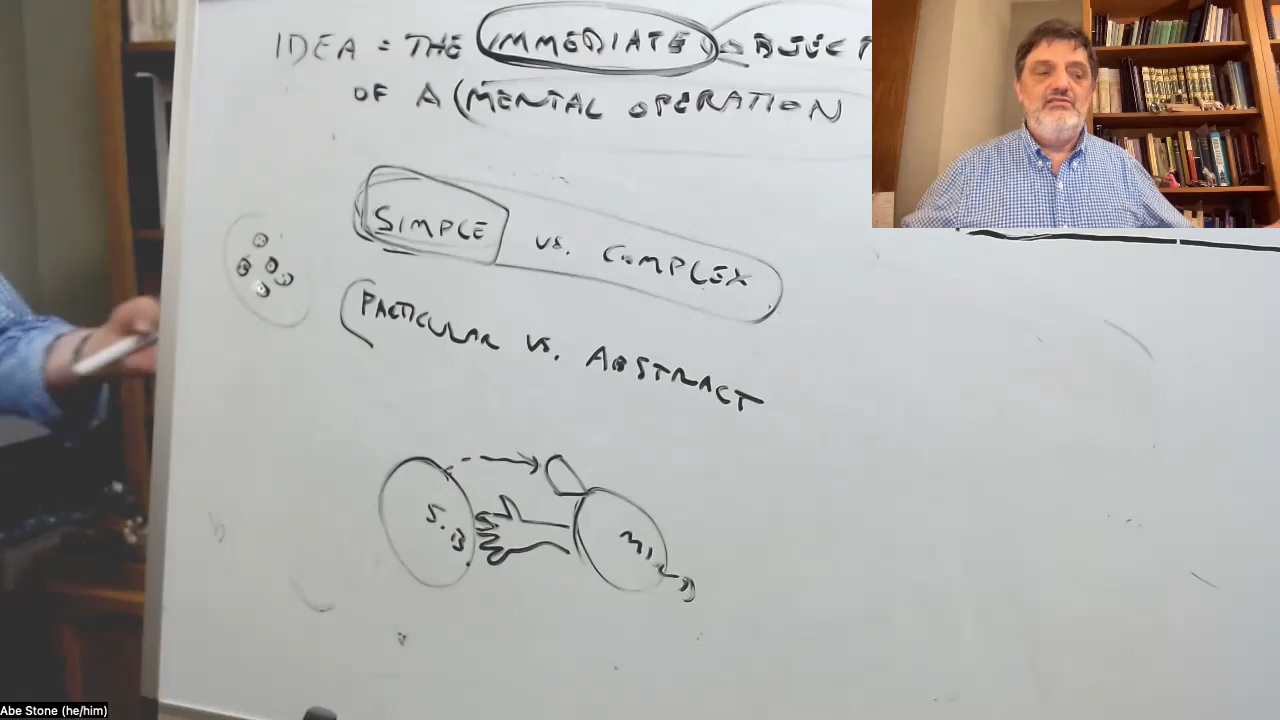 IDEA = THE IMMEDIATE OBJECT
OF A MENTAL OPERATION
SIMPLE vs. COMPLEX
PARTICULAR vs. ABSTRACT
S.B
MIND
Abe Stone (he/him)